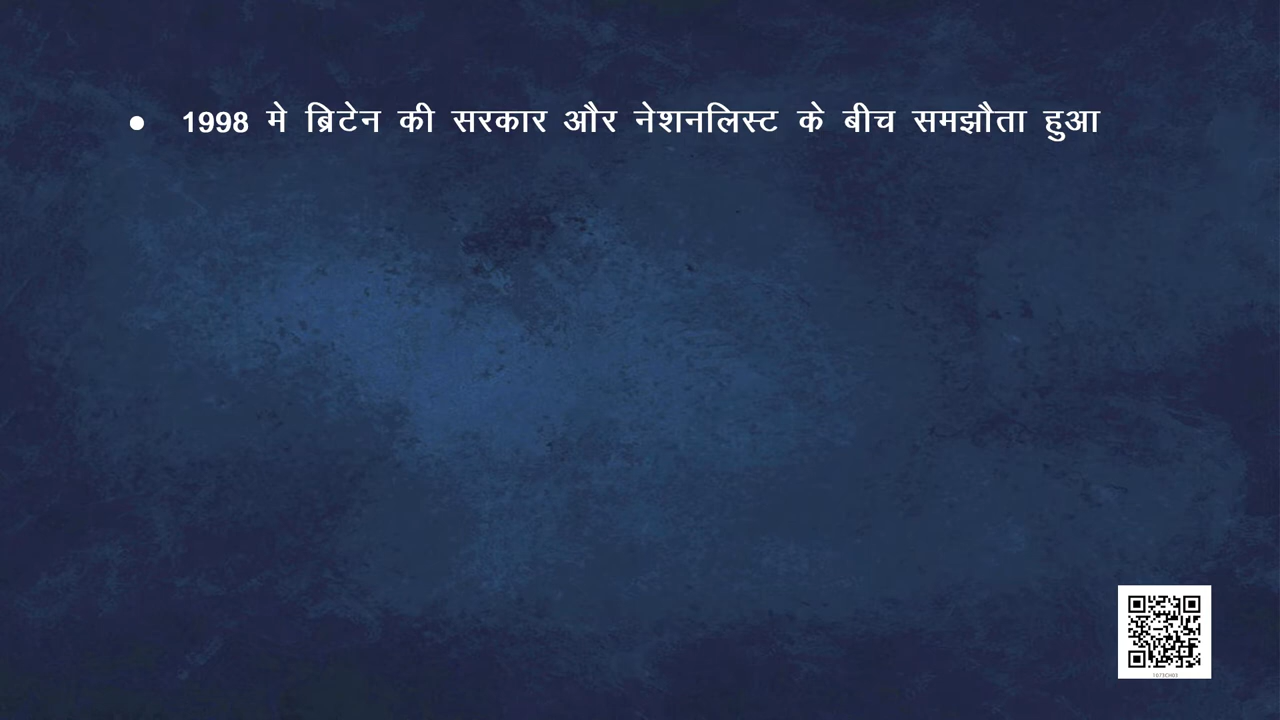 • 1998 मे ब्रिटेन की सरकार और नेशनलिस्ट के बीच समझौता हुआ